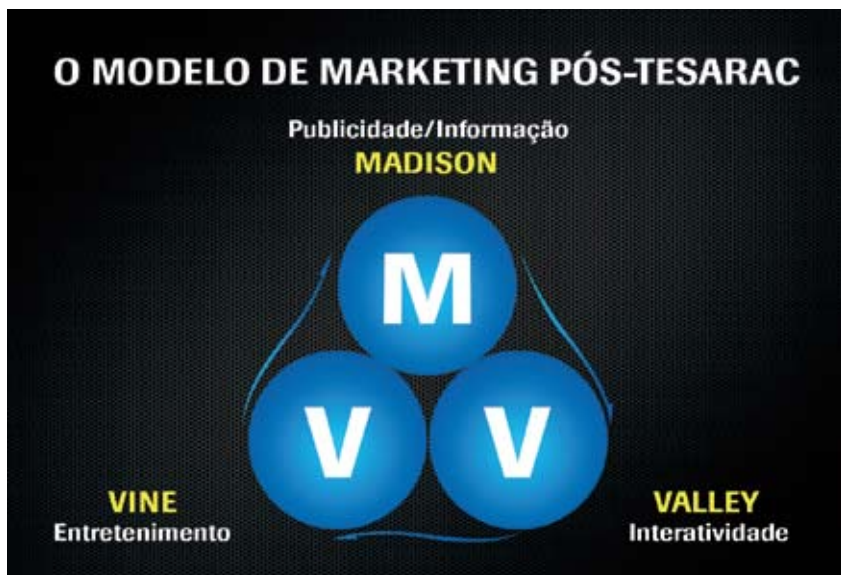 O MODELO DE MARKETING PÓS-TESARAC
Publicidade/Informação
MADISON
M
V V
VINE
Entretenimento
VALLEY
Interatividade